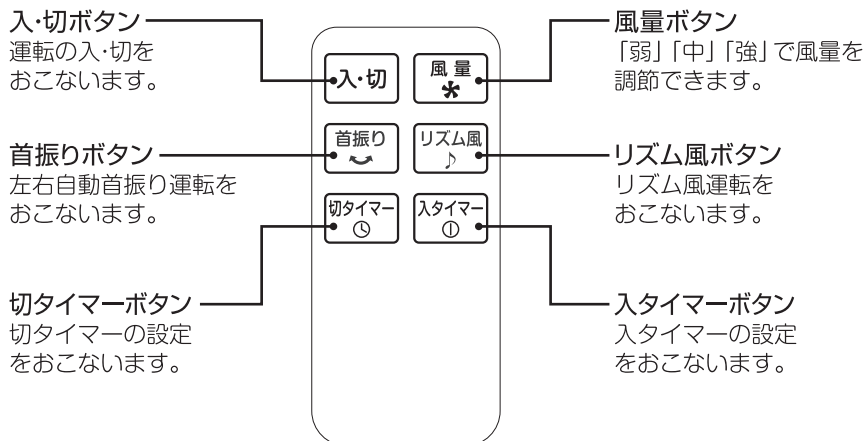 入・切ボタン
運転の入・切を
おこないます。
首振りボタン
左右自動首振り運転を
おこないます。
切タイマーボタン
切タイマーの設定
をおこないます。
入・切
風量
首振り
リズム風
切タイマー
入タイマー
風量ボタン
「弱」「中」「強」で風量を
調節できます。
リズム風ボタン
リズム風運転を
おこないます。
入タイマーボタン
入タイマーの設定
をおこないます。